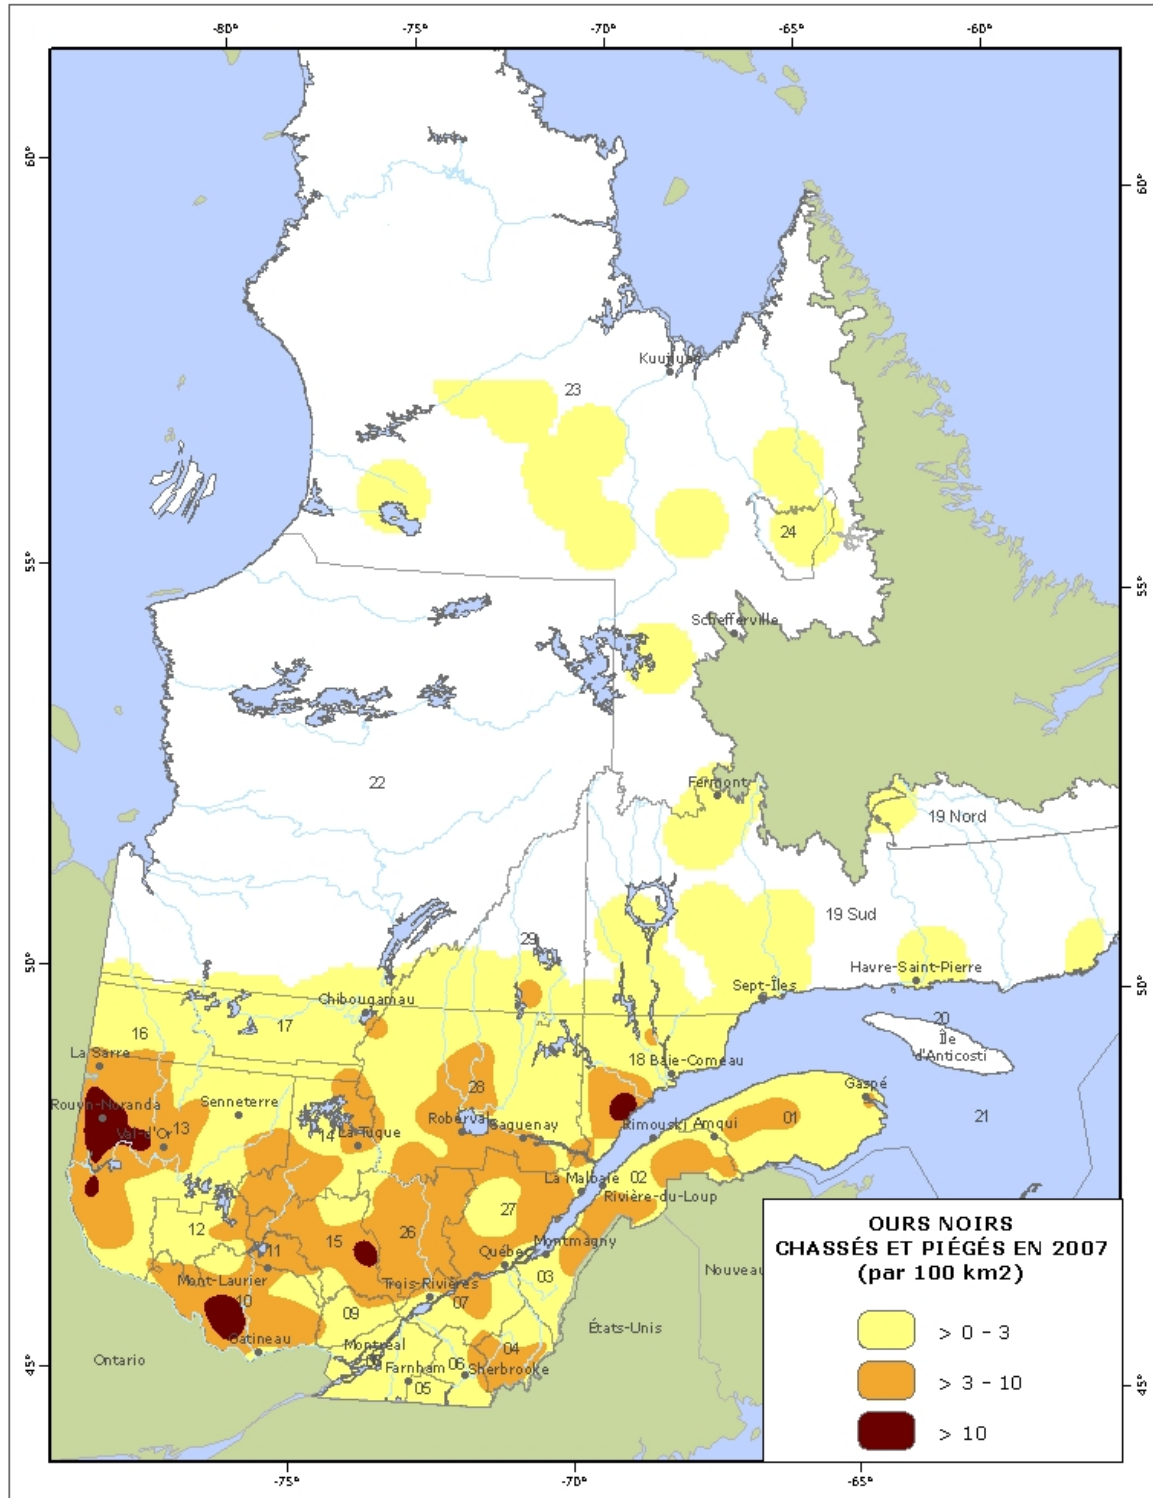 -80°
-75°
-70°
-65°
-60°
60°
60°
Kuujjuaq
23
24
55°
55°
Schefferville
22
Fermont
19 Nord
19 Sud
29
50°
50°
Havre-Saint-Pierre
Sept-Îles
Chibougamau
17
16
20
Île
d'Anticosti
La Sarre
18
Baie-Comeau
Gaspé
28
Rouyn-Noranda
Senneterre
Roberval
Saguenay
Rimouski
Amqui
01
21
13
Val-d'Or
14
La Tuque
La Malbaie
02
Rivière-du-Loup
27
12
26
15
11
Québec
Montmagny
03
Mont-Laurier
10
Trois-Rivières
07
09
Gatineau
Montréal
04
06
Sherbrooke
Farnham
05
45°
45°
Ontario
États-Unis
Nouveau
OURS NOIRS
CHASSÉS ET PIÉGÉS EN 2007
(par 100 km2)
> 0 - 3
> 3 - 10
> 10
-75°
-70°
-65°